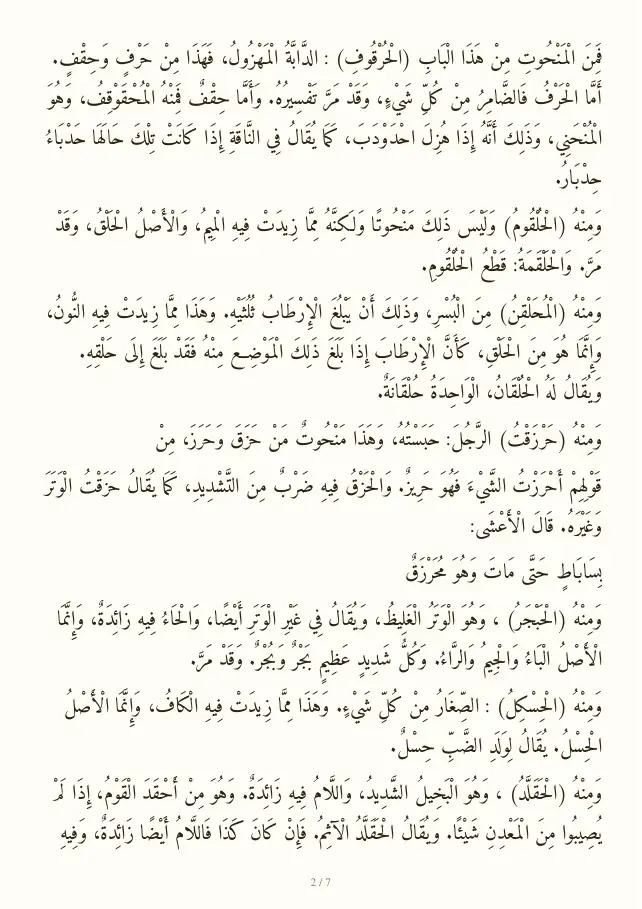 فَمِنَ الْمَنْحُوتِ مِنْ هَذَا الْبَابِ (الْحُرْقُوفِ) : الدَّابَّةُ الْمَهْزُولُ، فَهَذَا مِنْ حَرْفٍ وَحِقْفٍ.
أَمَّا الْحَرْفُ فَالضَّامِرُ مِنْ كُلِّ شَيْءٍ، وَقَدْ مَرَّ تَفْسِيرُهُ. وَأَمَّا حِقْفٌ فَمِنْهُ الْمُحْقَوْقِفُ، وَهُوَ
الْمُنْحَنِي، وَذَلِكَ أَنَّهُ إِذَا هُزِلَ احْدَوْدَبَ، كَمَا يُقَالُ فِي النَّاقَةِ إِذَا كَانَتْ تِلْكَ حَالَهَا حَدْبَاءُ
حِدْبَارُ.
وَمِنْهُ (الْحُلْقُومُ) وَلَيْسَ ذَلِكَ مَنْحُوتًا وَلَكِنَّهُ مِمَّا زِيدَتْ فِيهِ الْمِيمُ، وَالْأَصْلُ الْحَلْقُ، وَقَدْ
مَرَّ. وَالْحَلْقَمَةُ: قَطْعُ الْحُلْقُومِ.
وَمِنْهُ (الْمُحَلْقِنُ) مِنَ الْبُسْرِ، وَذَلِكَ أَنْ يَبْلُغَ الْإِرْطَابُ ثُلُثَيْهِ. وَهَذَا مِمَّا زِيدَتْ فِيهِ النُّونُ،
وَإِنَّمَا هُوَ مِنَ الْحَلْقِ، كَأَنَّ الْإِرْطَابَ إِذَا بَلَغَ ذَلِكَ الْمَوْضِعَ مِنْهُ فَقَدْ بَلَغَ إِلَى حَلْقِهِ.
وَيُقَالُ لَهُ الْحُلْقَانُ، الْوَاحِدَةُ حُلْقَانَةٌ.
وَمِنْهُ (حَرْزَقْتُ) الرَّجُلَ: حَبَسْتُهُ، وَهَذَا مَنْحُوتٌ مَنْ حَزَقَ وَحَرَزَ، مِنْ
قَوْلِهِمْ أَحْرَزْتُ الشَّيْءَ فَهُوَ حَرِيزٌ. وَالْحَزْقُ فِيهِ ضَرْبٌ مِنَ التَّشْدِيدِ، كَمَا يُقَالُ حَزَقْتُ الْوَتَرَ
وَغَيْرَهُ. قَالَ الْأَعْشَى:
بِسَابَاطٍ حَتَّى مَاتَ وَهُوَ مُحَرْزَقٌ
وَمِنْهُ (الْحَبْجَرُ) ، وَهُوَ الْوَتَرُ الْغَلِيظُ، وَيُقَالُ فِي غَيْرِ الْوَتَرِ أَيْضًا، وَالْحَاءُ فِيهِ زَائِدَةٌ، وَإِنَّمَا
الْأَصْلُ الْبَاءُ وَالْجِيمُ وَالرَّاءُ. وَكُلُّ شَدِيدٍ عَظِيمٍ بَجْرٌ وَبُجْرٌ. وَقَدْ مَرَّ.
وَمِنْهُ (الْحِسْكِلُ) : الصِّغَارُ مِنْ كُلِّ شَيْءٍ. وَهَذَا مِمَّا زِيدَتْ فِيهِ الْكَافُ، وَإِنَّمَا الْأَصْلُ
الْحِسْلُ. يُقَالُ لِوَلَدِ الضَّبِّ حِسْلٌ.
وَمِنْهُ (الْحَقَلَّدُ) ، وَهُوَ الْبَخِيلُ الشَّدِيدُ، وَاللَّامُ فِيهِ زَائِدَةٌ. وَهُوَ مِنْ أَحْقَدَ الْقَوْمُ، إِذَا لَمْ
يُصِيبُوا مِنَ الْمَعْدِنِ شَيْئًا. وَيُقَالُ الْحَقَلَّدُ الْآثِمُ. فَإِنْ كَانَ كَذَا فَاللَّامُ أَيْضًا زَائِدَةٌ، وَفِيهِ
2 / 7